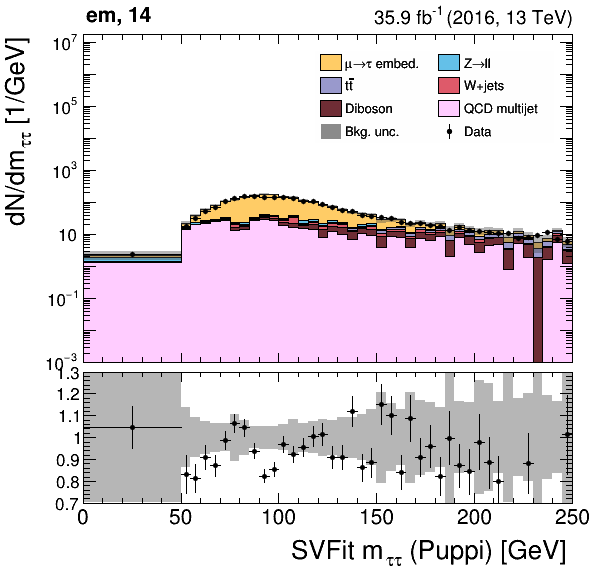 em, 14
35.9 fb⁻¹ (2016, 13 TeV)
dN/dm_ττ [1/GeV]
10⁷
10⁵
10³
10
10⁻¹
10⁻³
μ→τ embed.
Z→ll
tt̄
W+jets
Diboson
QCD multijet
Bkg. unc.
Data
1.3
1.2
1.1
1
0.9
0.8
0.7
0 50 100 150 200 250
SVFit m_ττ (Puppi) [GeV]